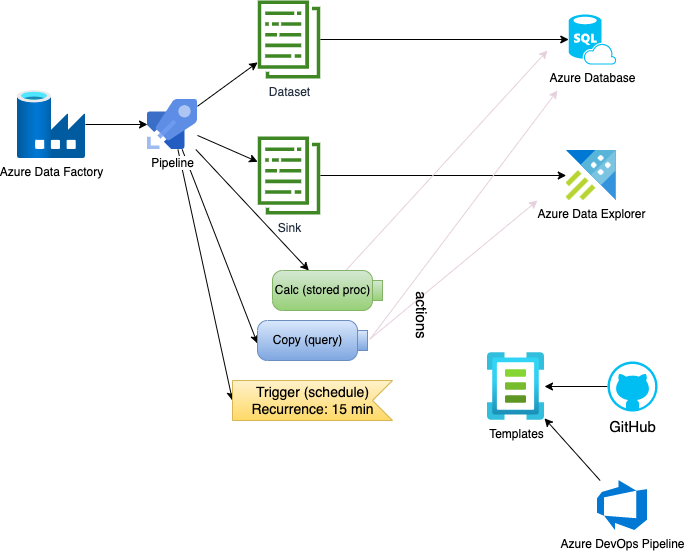 SQL
Dataset
Azure Database
Azure Data Factory
Pipeline
Sink
Azure Data Explorer
Calc (stored proc)
actions
Copy (query)
Trigger (schedule)
Recurrence: 15 min
Templates
GitHub
Azure DevOps Pipeline